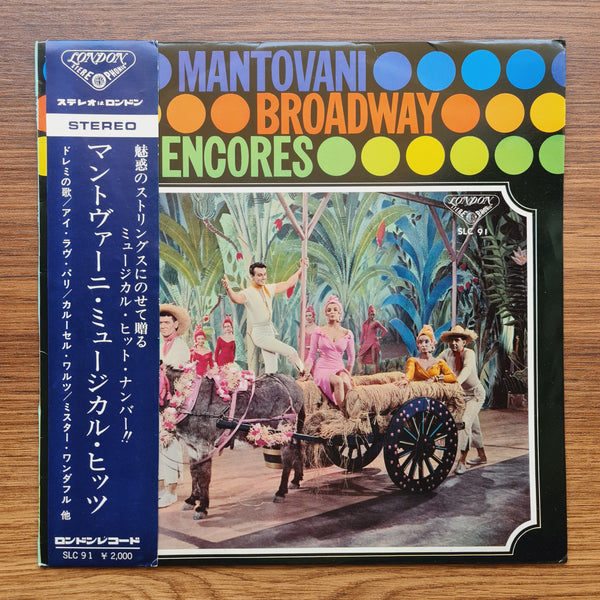 LONDON
STEREOPHONIC
ステレオはロンドン
STEREO
魅惑のストリングスにのせて贈る
ミュージカル・ヒット・ナンバー!!
マントヴァーニ・ミュージカル・ヒッツ
ドレミの歌/アイ・ラヴ・パリ/カルーセル・ワルツ/ミスター・ワンダフル 他
ロンドンレコード
SLC 91 ¥2,000
MANTOVANI
BROADWAY
ENCORES
LONDON
STEREOPHONIC
SLC 91